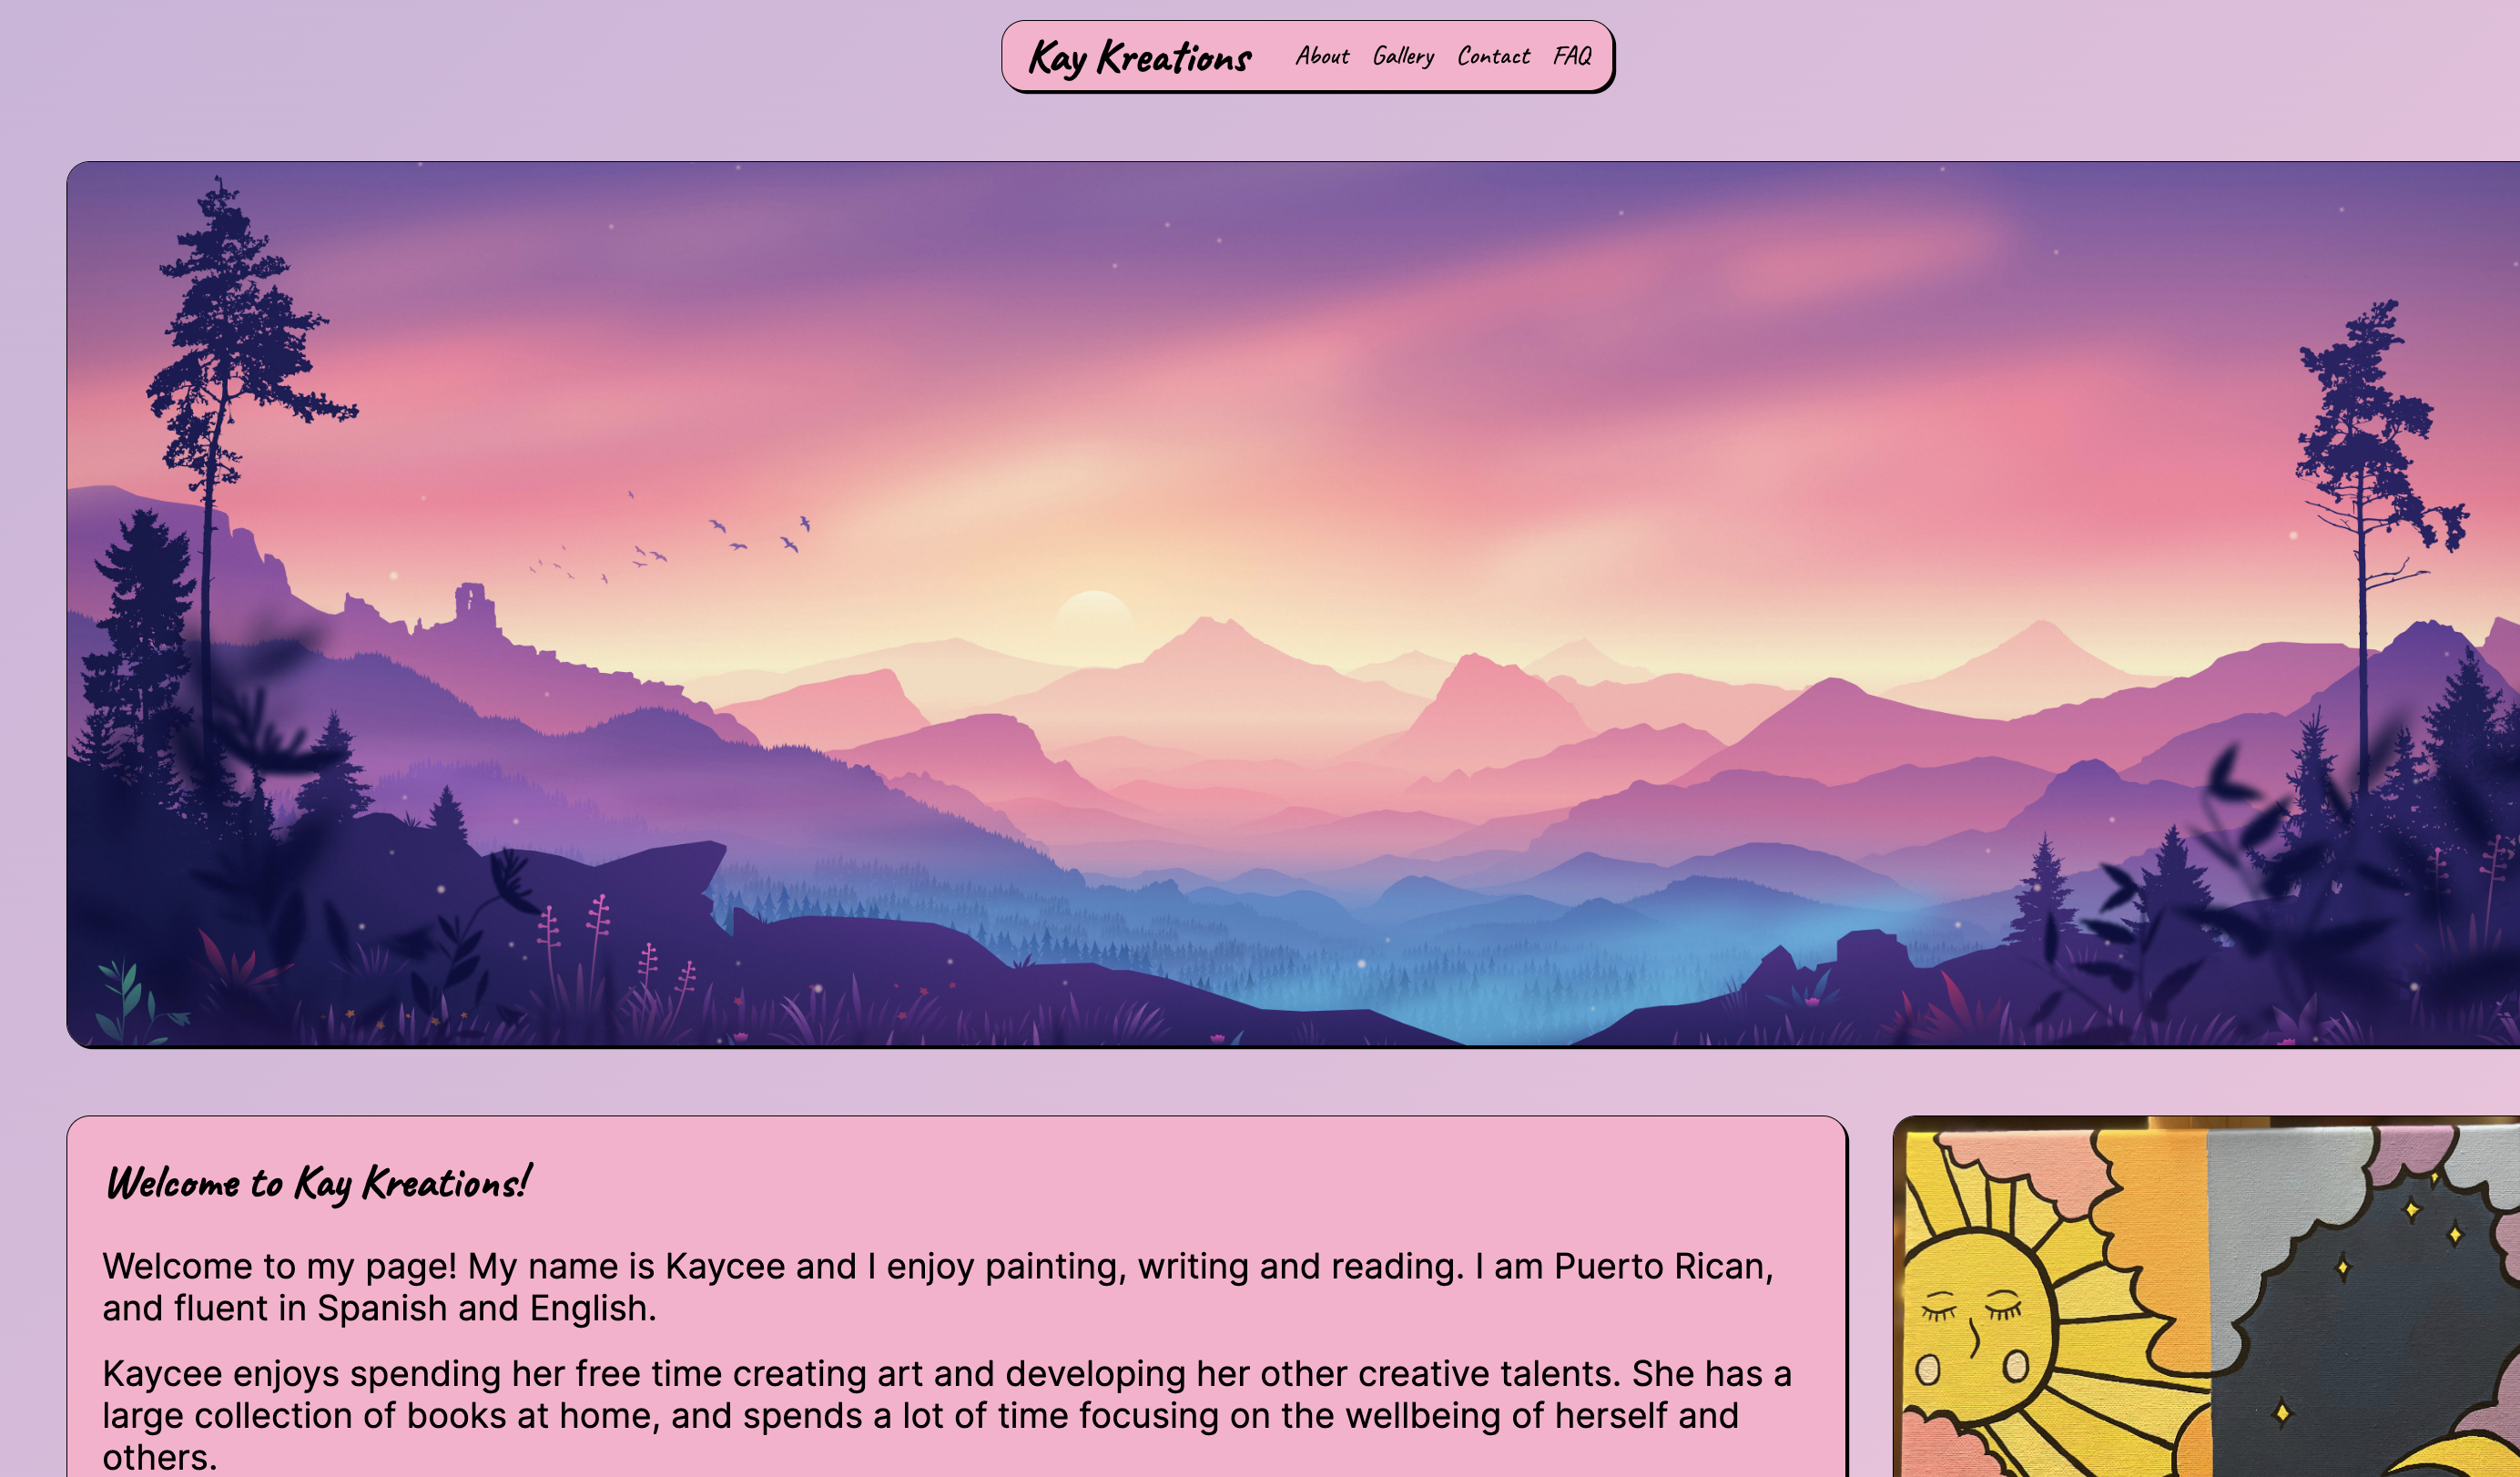 Kay Kreations About Gallery Contact FAQ
Welcome to Kay Kreations!
Welcome to my page! My name is Kaycee and I enjoy painting, writing and reading. I am Puerto Rican,
and fluent in Spanish and English.
Kaycee enjoys spending her free time creating art and developing her other creative talents. She has a
large collection of books at home, and spends a lot of time focusing on the wellbeing of herself and
others.